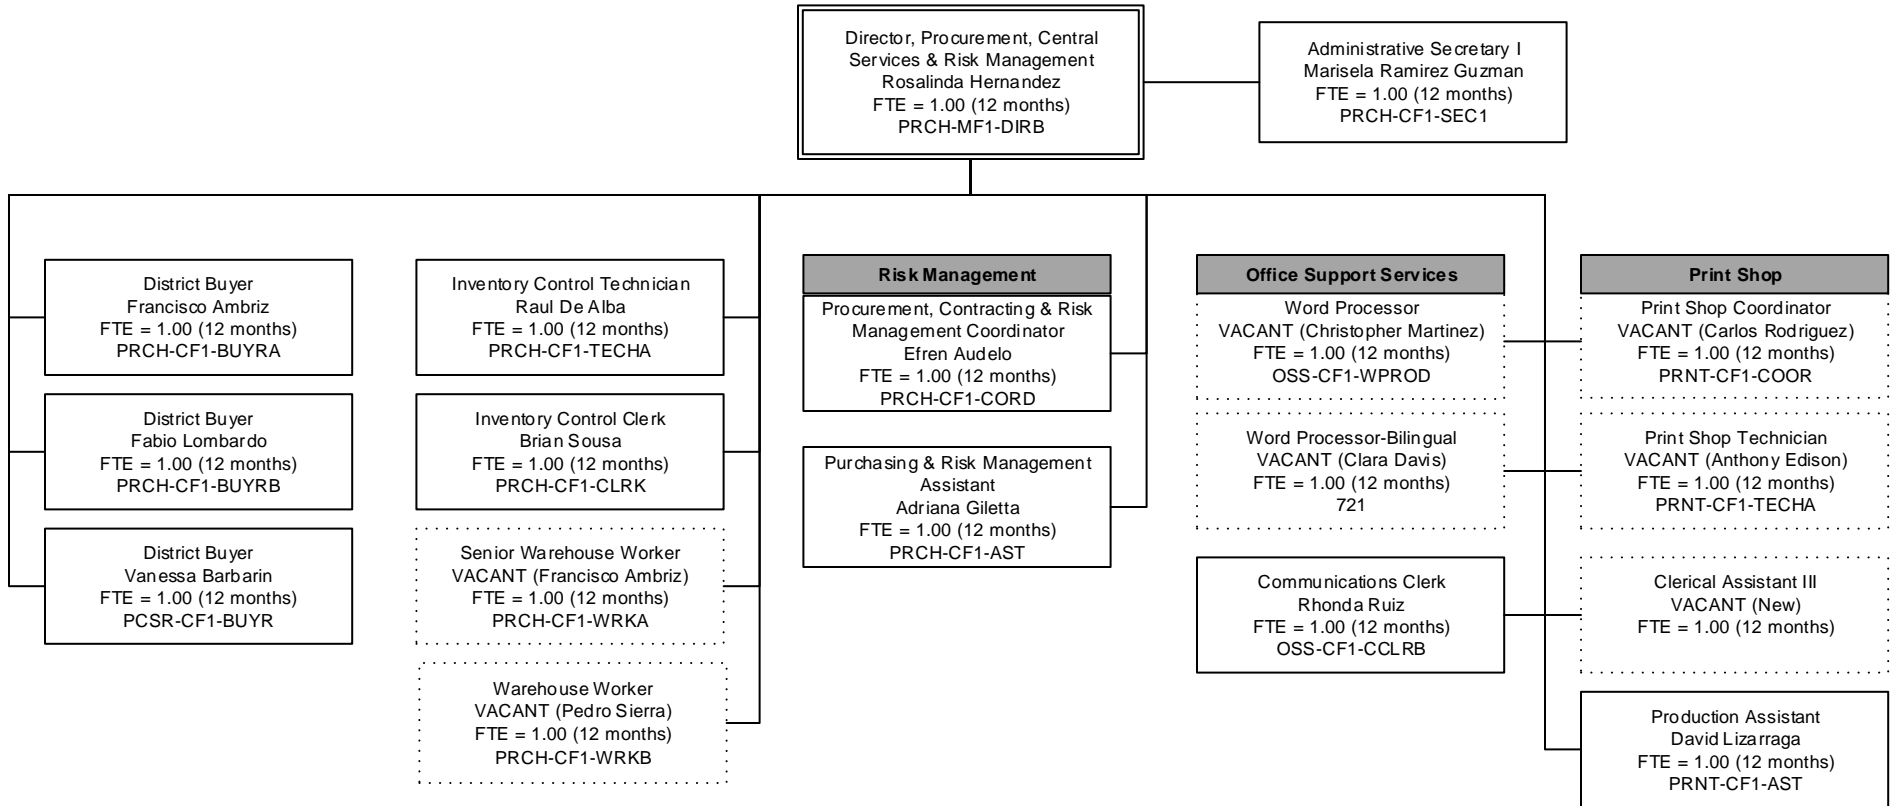 Director, Procurement, Central
Services & Risk Management
Rosalinda Hernandez
FTE = 1.00 (12 months)
PRCH-MF1-DIRB
Administrative Secretary I
Marisela Ramirez Guzman
FTE = 1.00 (12 months)
PRCH-CF1-SEC1
District Buyer
Francisco Ambriz
FTE = 1.00 (12 months)
PRCH-CF1-BUYRA
District Buyer
Fabio Lombardo
FTE = 1.00 (12 months)
PRCH-CF1-BUYRB
District Buyer
Vanessa Barbarin
FTE = 1.00 (12 months)
PCSR-CF1-BUYR
Inventory Control Technician
Raul De Alba
FTE = 1.00 (12 months)
PRCH-CF1-TECHA
Inventory Control Clerk
Brian Sousa
FTE = 1.00 (12 months)
PRCH-CF1-CLRK
Senior Warehouse Worker
VACANT (Francisco Ambriz)
FTE = 1.00 (12 months)
PRCH-CF1-WRKA
Warehouse Worker
VACANT (Pedro Sierra)
FTE = 1.00 (12 months)
PRCH-CF1-WRKB
Risk Management
Procurement, Contracting & Risk
Management Coordinator
Efren Audelo
FTE = 1.00 (12 months)
PRCH-CF1-CORD
Purchasing & Risk Management
Assistant
Adriana Giletta
FTE = 1.00 (12 months)
PRCH-CF1-AST
Office Support Services
Word Processor
VACANT (Christopher Martinez)
FTE = 1.00 (12 months)
OSS-CF1-WPROD
Word Processor-Bilingual
VACANT (Clara Davis)
FTE = 1.00 (12 months)
721
Communications Clerk
Rhonda Ruiz
FTE = 1.00 (12 months)
OSS-CF1-CCLRB
Print Shop
Print Shop Coordinator
VACANT (Carlos Rodriguez)
FTE = 1.00 (12 months)
PRNT-CF1-COOR
Print Shop Technician
VACANT (Anthony Edison)
FTE = 1.00 (12 months)
PRNT-CF1-TECHA
Clerical Assistant III
VACANT (New)
FTE = 1.00 (12 months)
Production Assistant
David Lizarraga
FTE = 1.00 (12 months)
PRNT-CF1-AST